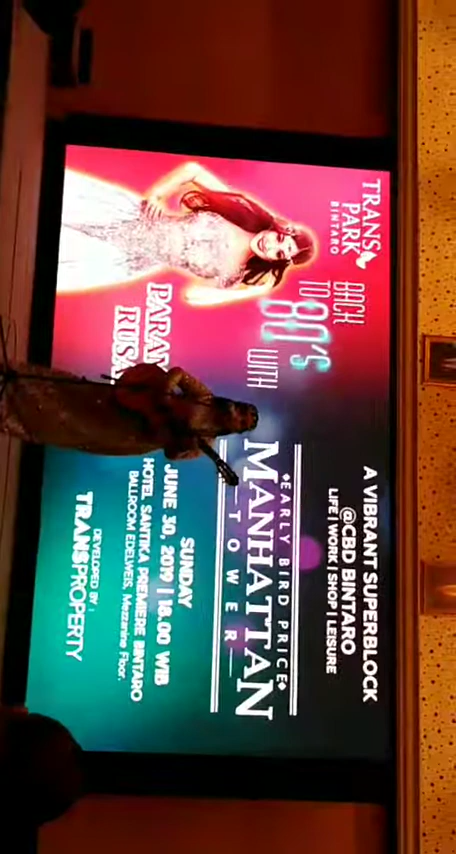 TRANS
PARK
BINTARO
BACK
TO 80'S
WITH
A VIBRANT SUPERBLOCK
@CBD BINTARO
LIFE | WORK | SHOP | LEISURE
EARLY BIRD PRICE
MANHATTAN
TOWER
SUNDAY
JUNE 30, 2019 | 18.00 WIB
HOTEL SANTIKA PREMIERE BINTARO
BALLROOM EDELWEIS, Mezzanine Floor.
DEVELOPED BY :
TRANSPROPERTY